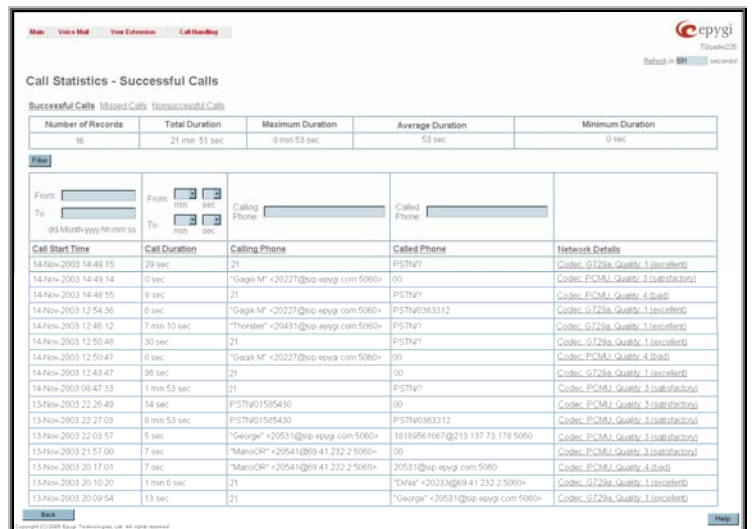 Main Voice Mail Your Extension Call Handling
epygi
TQuadro226
Refresh in 591 seconds!
Call Statistics - Successful Calls
Successful Calls Missed Calls Nonsuccessful Calls
Number of Records Total Duration Maximum Duration Average Duration Minimum Duration
16 21 min 51 sec 8 min 53 sec 53 sec 0 sec
Filter
From: From: min sec Calling Phone: Called Phone:
To: To: min sec
dd-Month-yyyy hh:mm:ss
Call Start Time Call Duration Calling Phone Called Phone Network Details
14-Nov-2003 14:49:15 29 sec 21 PSTN/? Codec: G729a, Quality: 1 (excellent)
14-Nov-2003 14:49:14 0 sec "Gagik M" <20227@sip.epygi.com:5060> 00 Codec: PCMU, Quality: 3 (satisfactory)
14-Nov-2003 14:48:55 8 sec 21 PSTN/? Codec: PCMU, Quality: 4 (bad)
14-Nov-2003 12:54:36 0 sec "Gagik M" <20227@sip.epygi.com:5060> PSTN/0363312 Codec: G729a, Quality: 1 (excellent)
14-Nov-2003 12:46:12 7 min 10 sec "Thorsten" <20431@sip.epygi.com:5060> PSTN/? Codec: G729a, Quality: 1 (excellent)
14-Nov-2003 12:50:48 30 sec 21 PSTN/? Codec: G729a, Quality: 1 (excellent)
14-Nov-2003 12:50:47 0 sec "Gagik M" <20227@sip.epygi.com:5060> 00 Codec: PCMU, Quality: 4 (bad)
14-Nov-2003 12:43:47 36 sec 21 00 Codec: G729a, Quality: 1 (excellent)
14-Nov-2003 08:47:33 1 min 53 sec 21 PSTN/? Codec: PCMU, Quality: 3 (satisfactory)
13-Nov-2003 22:26:49 14 sec PSTN/01585430 00 Codec: PCMU, Quality: 3 (satisfactory)
13-Nov-2003 22:27:03 8 min 53 sec PSTN/01585430 PSTN/0363312 Codec: PCMU, Quality: 3 (satisfactory)
13-Nov-2003 22:03:57 5 sec "George" <20531@sip.epygi.com:5060> 18189561667@213.137.73.178:5060 Codec: PCMU, Quality: 3 (satisfactory)
13-Nov-2003 21:57:00 7 sec "MarioOR" <20541@69.41.232.2:5060> 00 Codec: PCMU, Quality: 3 (satisfactory)
13-Nov-2003 20:17:01 7 sec "MarioOR" <20541@69.41.232.2:5060> 20531@sip.epygi.com:5060 Codec: PCMU, Quality: 4 (bad)
13-Nov-2003 20:10:20 1 min 6 sec 21 "DiNa" <20233@69.41.232.2:5060> Codec: G729a, Quality: 1 (excellent)
13-Nov-2003 20:09:54 13 sec 21 "George" <20531@sip.epygi.com:5060> Codec: G729a, Quality: 1 (excellent)
Back Help
Copyright (C) 2005 Epygi Technologies, Ltd. All rights reserved